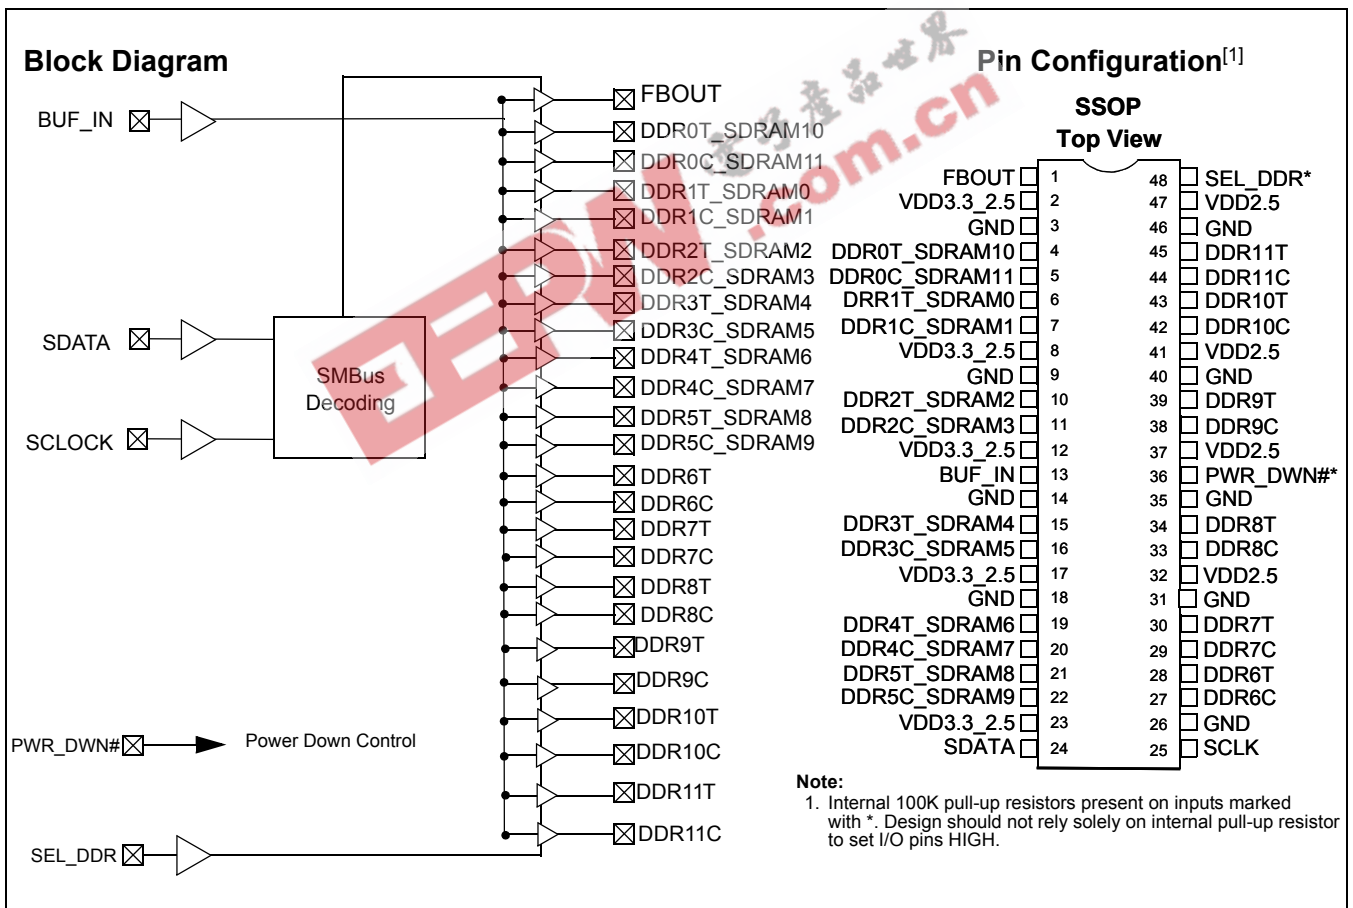 Block Diagram
BUF_IN
SDATA
SCLOCK
SMBus
Decoding
PWR_DWN#
Power Down Control
SEL_DDR
FBOUT
DDR0T_SDRAM10
DDR0C_SDRAM11
DDR1T_SDRAM0
DDR1C_SDRAM1
DDR2T_SDRAM2
DDR2C_SDRAM3
DDR3T_SDRAM4
DDR3C_SDRAM5
DDR4T_SDRAM6
DDR4C_SDRAM7
DDR5T_SDRAM8
DDR5C_SDRAM9
DDR6T
DDR6C
DDR7T
DDR7C
DDR8T
DDR8C
DDR9T
DDR9C
DDR10T
DDR10C
DDR11T
DDR11C
Pin Configuration[1]
SSOP
Top View
FBOUT 1 48 SEL_DDR*
VDD3.3_2.5 2 47 VDD2.5
GND 3 46 GND
DDR0T_SDRAM10 4 45 DDR11T
DDR0C_SDRAM11 5 44 DDR11C
DRR1T_SDRAM0 6 43 DDR10T
DDR1C_SDRAM1 7 42 DDR10C
VDD3.3_2.5 8 41 VDD2.5
GND 9 40 GND
DDR2T_SDRAM2 10 39 DDR9T
DDR2C_SDRAM3 11 38 DDR9C
VDD3.3_2.5 12 37 VDD2.5
BUF_IN 13 36 PWR_DWN#*
GND 14 35 GND
DDR3T_SDRAM4 15 34 DDR8T
DDR3C_SDRAM5 16 33 DDR8C
VDD3.3_2.5 17 32 VDD2.5
GND 18 31 GND
DDR4T_SDRAM6 19 30 DDR7T
DDR4C_SDRAM7 20 29 DDR7C
DDR5T_SDRAM8 21 28 DDR6T
DDR5C_SDRAM9 22 27 DDR6C
VDD3.3_2.5 23 26 GND
SDATA 24 25 SCLK
Note:
1. Internal 100K pull-up resistors present on inputs marked
with *. Design should not rely solely on internal pull-up resistor
to set I/O pins HIGH.
EEPW.com.cn
电子產品世界